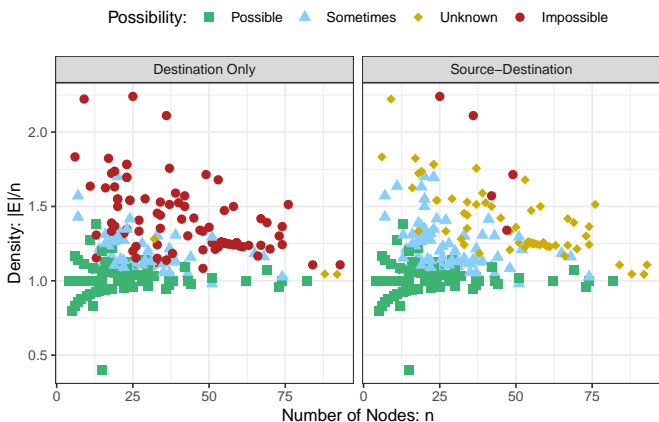 Possibility: Possible Sometimes Unknown Impossible
Destination Only Source−Destination
Density: |E|/n
2.0
1.5
1.0
0.5
0 25 50 75 0 25 50 75
Number of Nodes: n